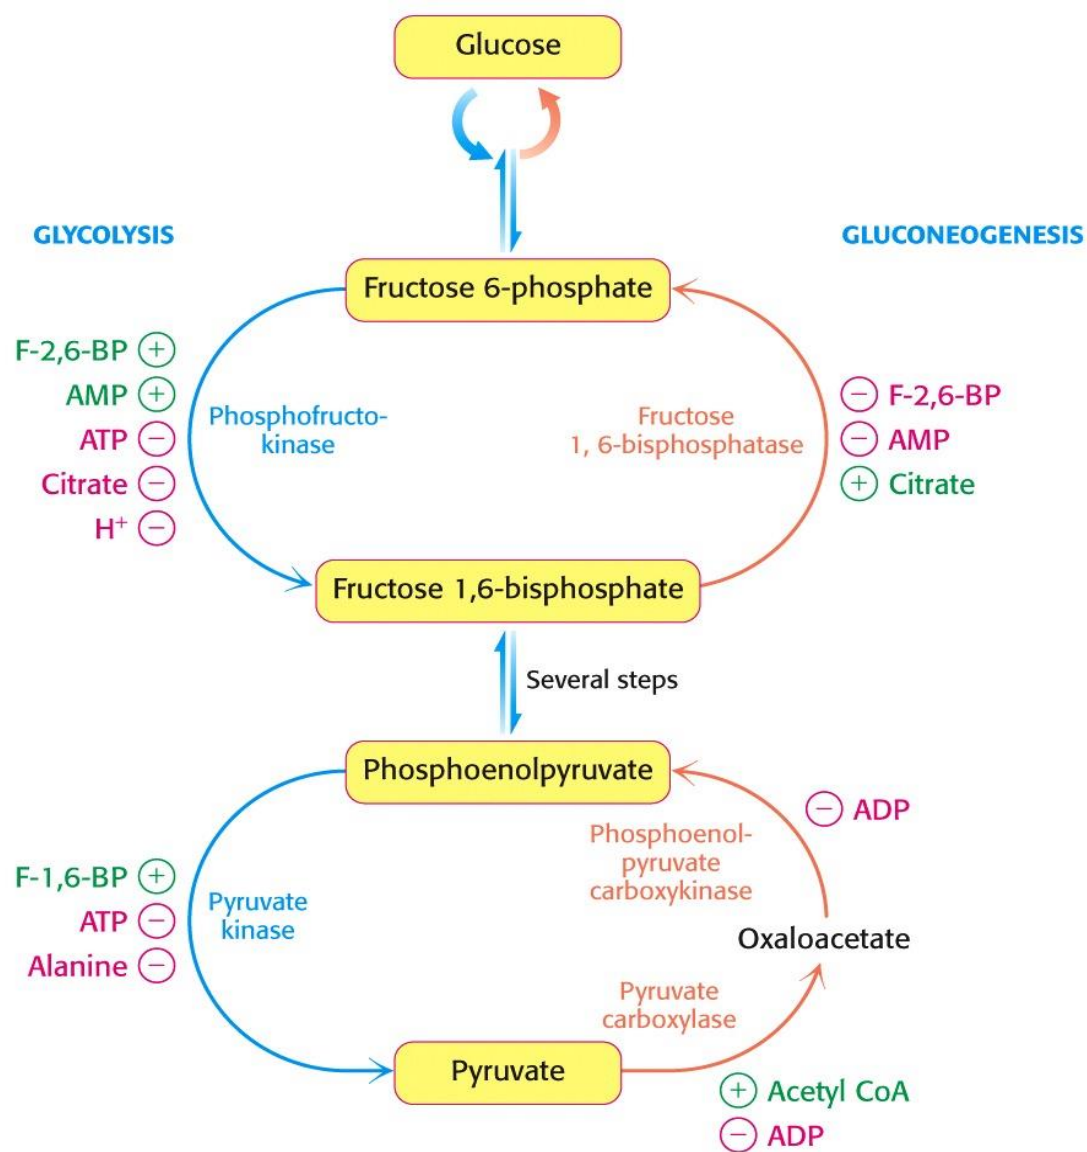 Glucose
GLYCOLYSIS
GLUCONEOGENESIS
Fructose 6-phosphate
F-2,6-BP +
AMP +
ATP −
Citrate −
H⁺ −
Phosphofructo-
kinase
Fructose
1, 6-bisphosphatase
− F-2,6-BP
− AMP
+ Citrate
Fructose 1,6-bisphosphate
Several steps
Phosphoenolpyruvate
− ADP
Phosphoenol-
pyruvate
carboxykinase
F-1,6-BP +
ATP −
Alanine −
Pyruvate
kinase
Oxaloacetate
Pyruvate
carboxylase
Pyruvate
+ Acetyl CoA
− ADP